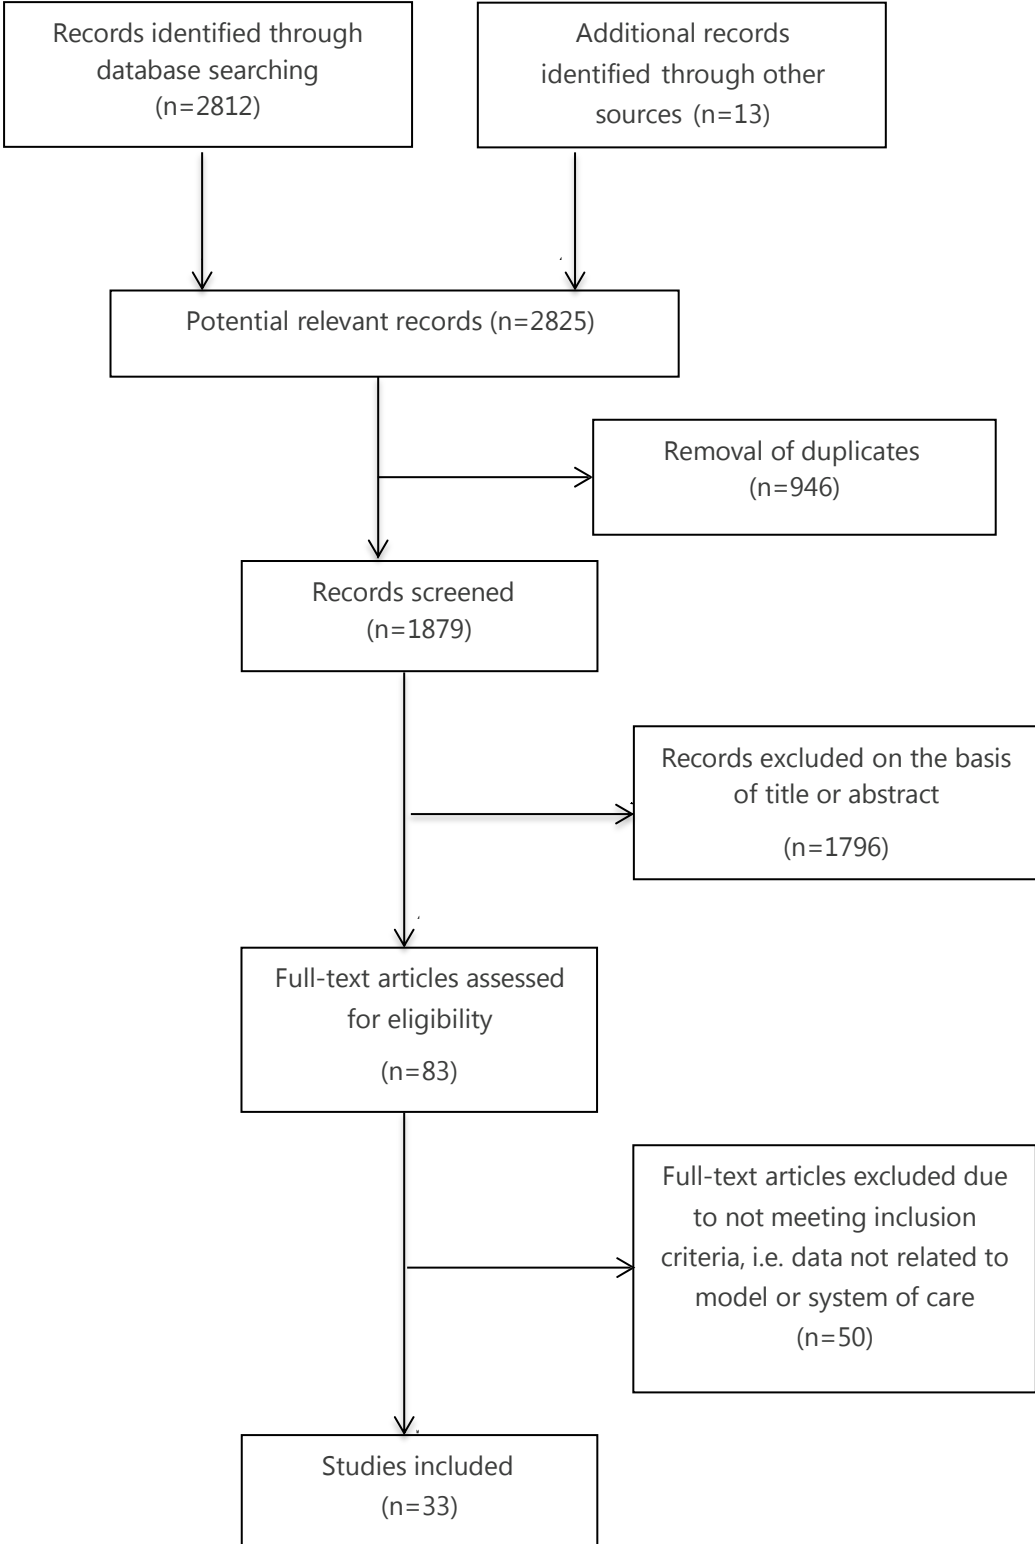 Records identified through
database searching
(n=2812)
Additional records
identified through other
sources (n=13)
Potential relevant records (n=2825)
Removal of duplicates
(n=946)
Records screened
(n=1879)
Records excluded on the basis
of title or abstract
(n=1796)
Full-text articles assessed
for eligibility
(n=83)
Full-text articles excluded due
to not meeting inclusion
criteria, i.e. data not related to
model or system of care
(n=50)
Studies included
(n=33)